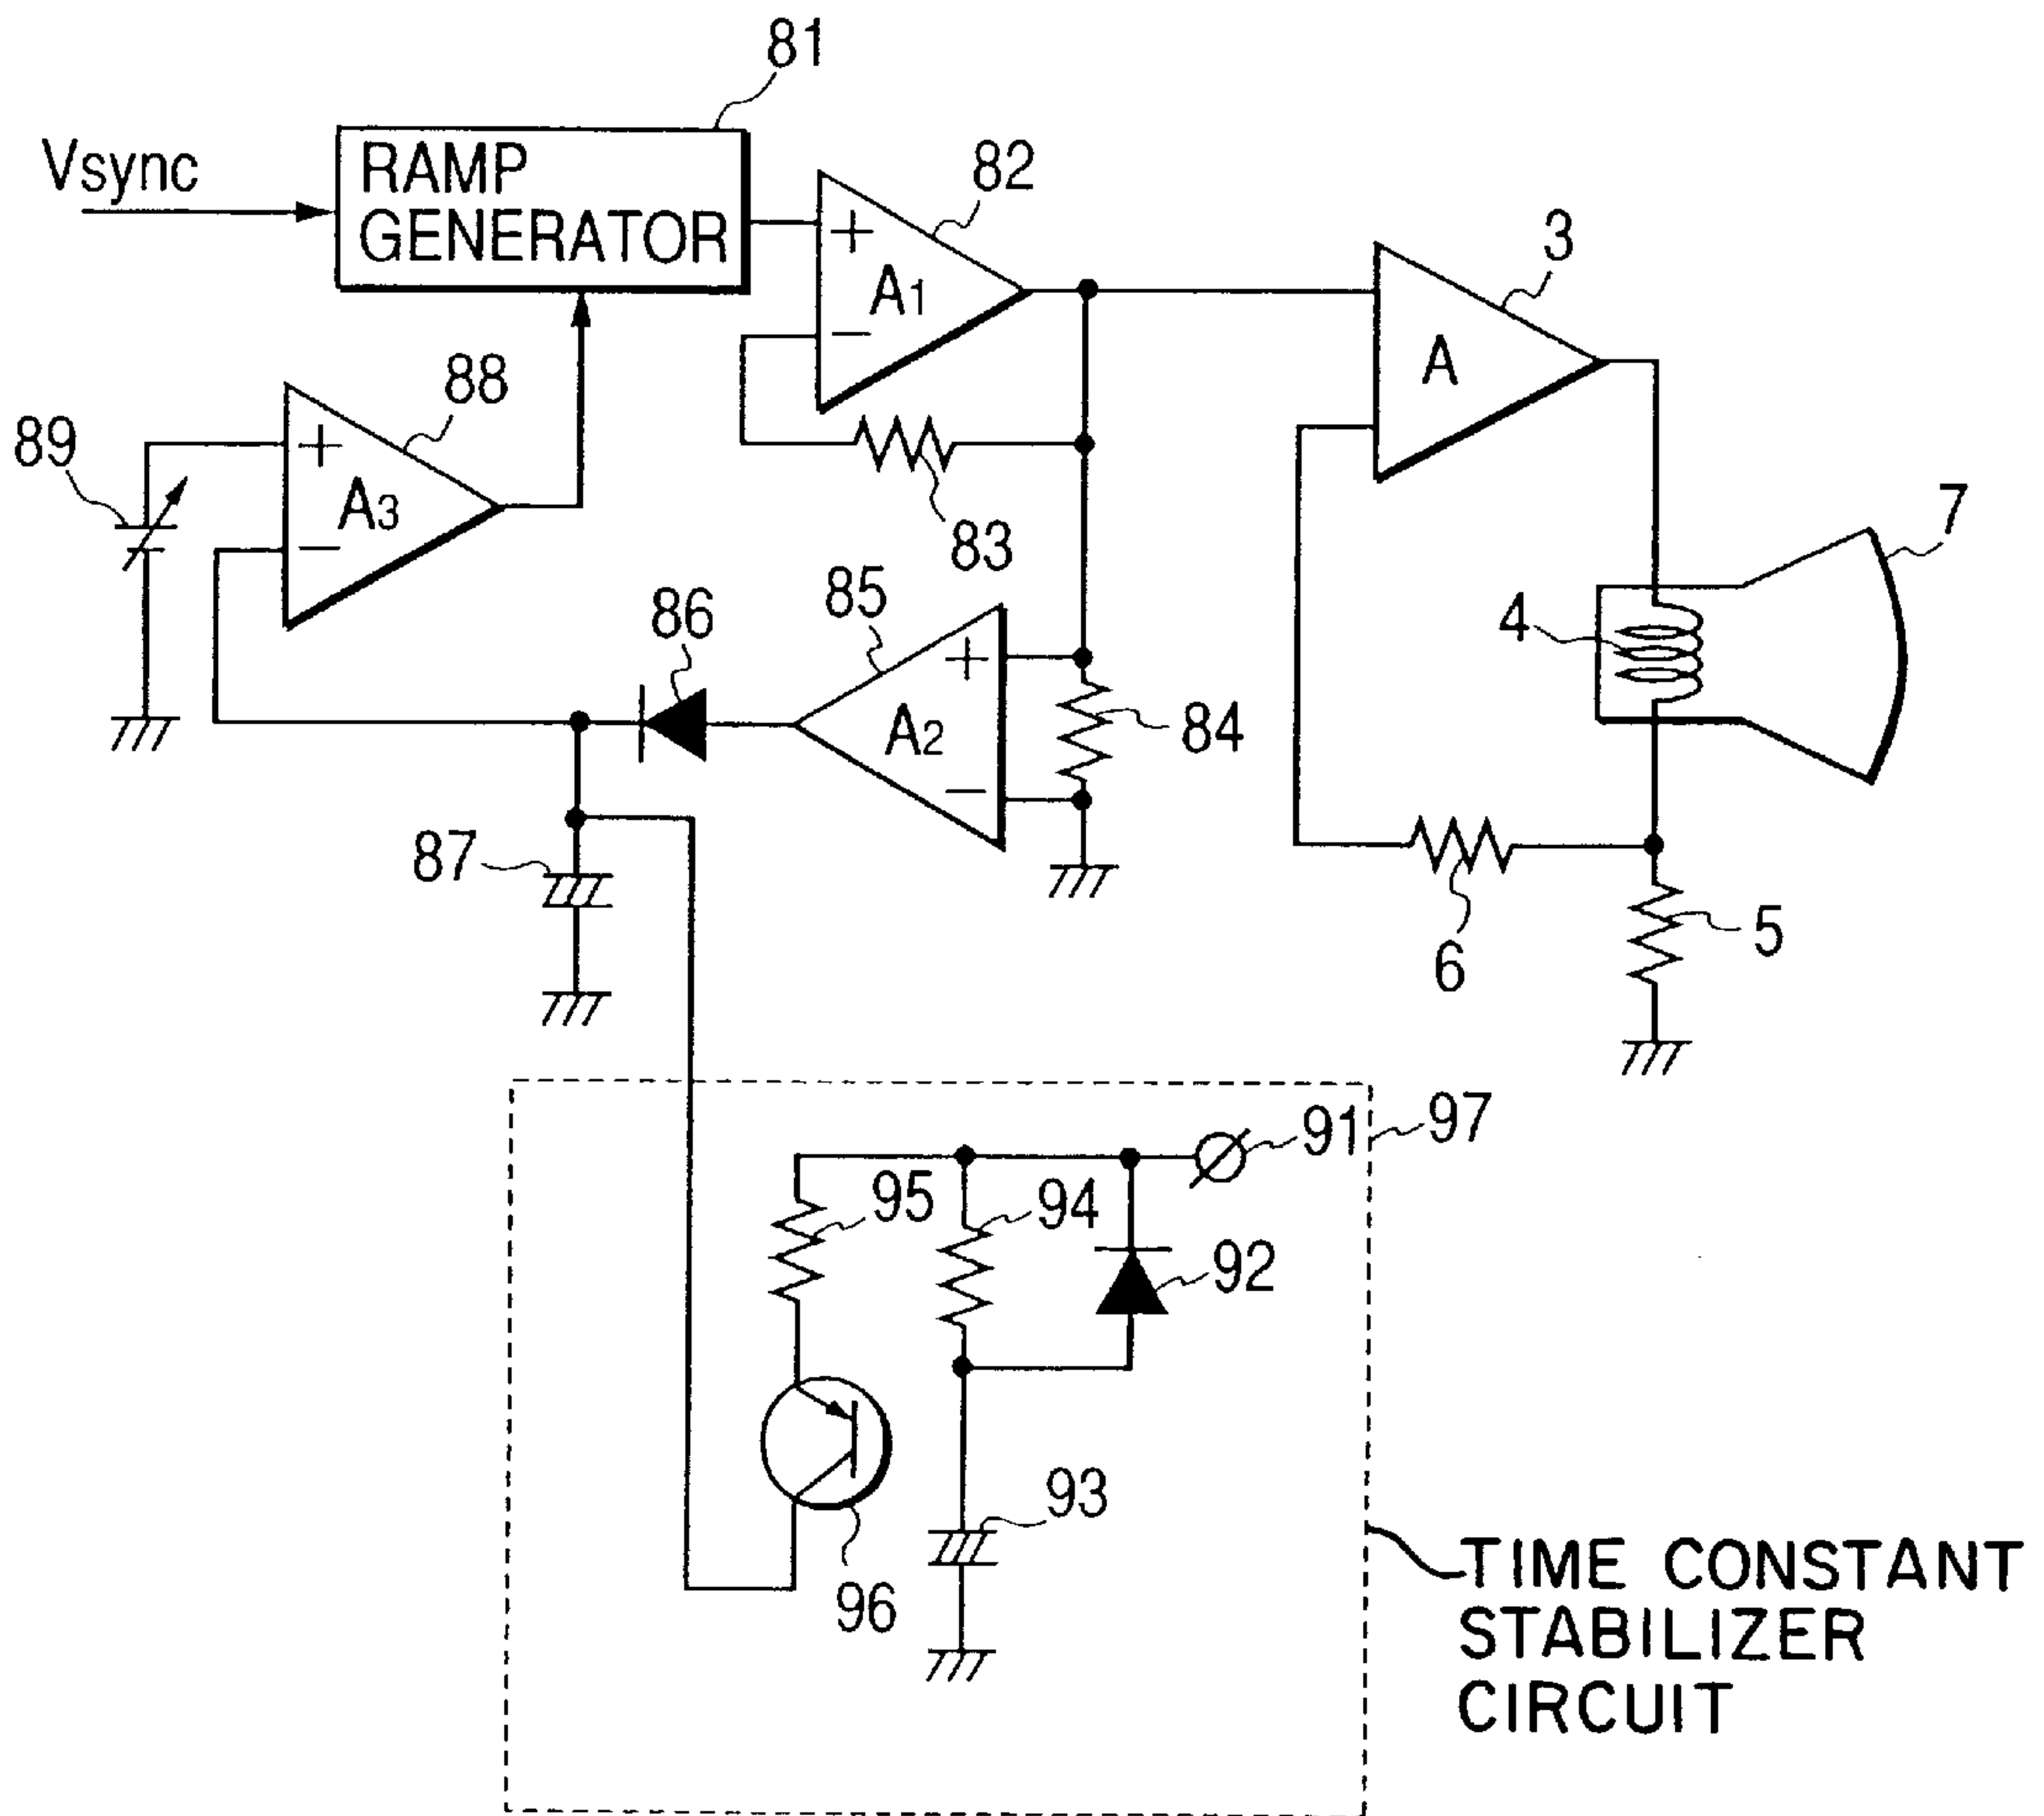 81
Vsync
RAMP
GENERATOR
82
+
A1
−
3
A
88
89
+
A3
−
83
7
86
85
+
A2
−
84
4
87
6
5
91
97
95
94
92
93
96
TIME CONSTANT
STABILIZER
CIRCUIT